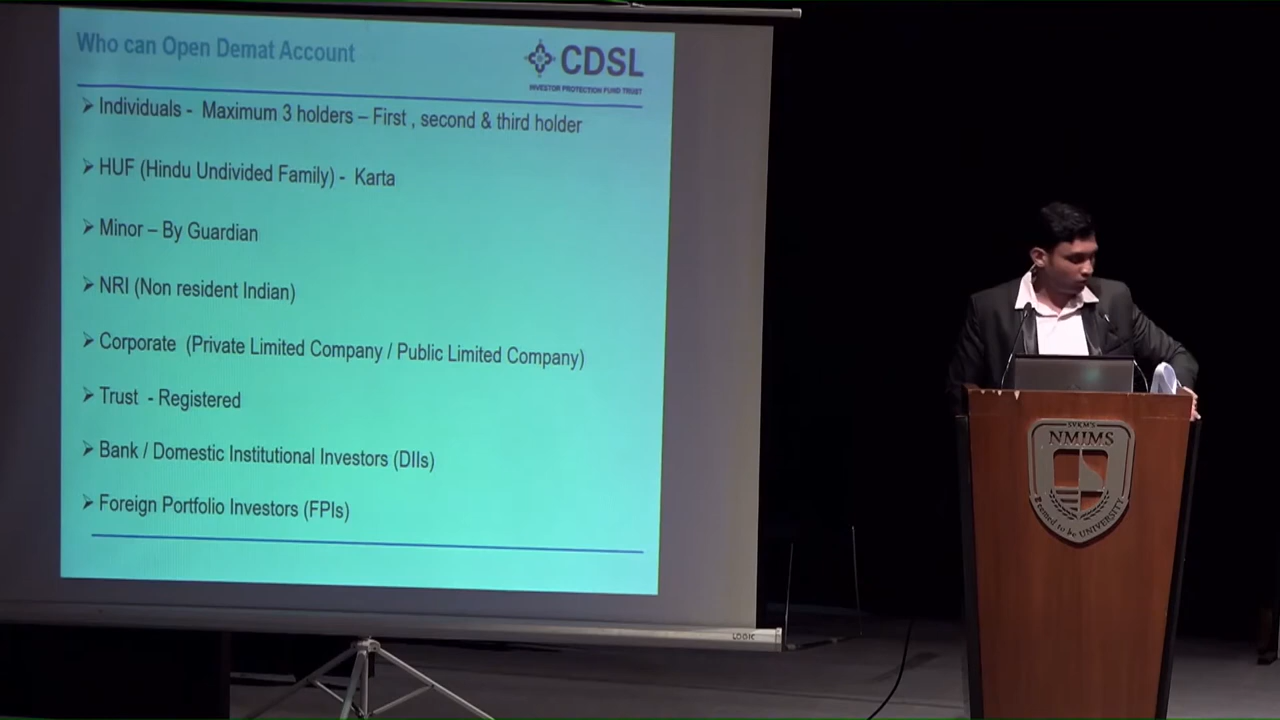 Who can Open Demat Account
CDSL
INVESTOR PROTECTION FUND TRUST
➢ Individuals - Maximum 3 holders – First , second & third holder
➢ HUF (Hindu Undivided Family) - Karta
➢ Minor – By Guardian
➢ NRI (Non resident Indian)
➢ Corporate (Private Limited Company / Public Limited Company)
➢ Trust - Registered
➢ Bank / Domestic Institutional Investors (DIIs)
➢ Foreign Portfolio Investors (FPIs)
LOGIC
SVKM'S
NMIMS
Deemed to be UNIVERSITY